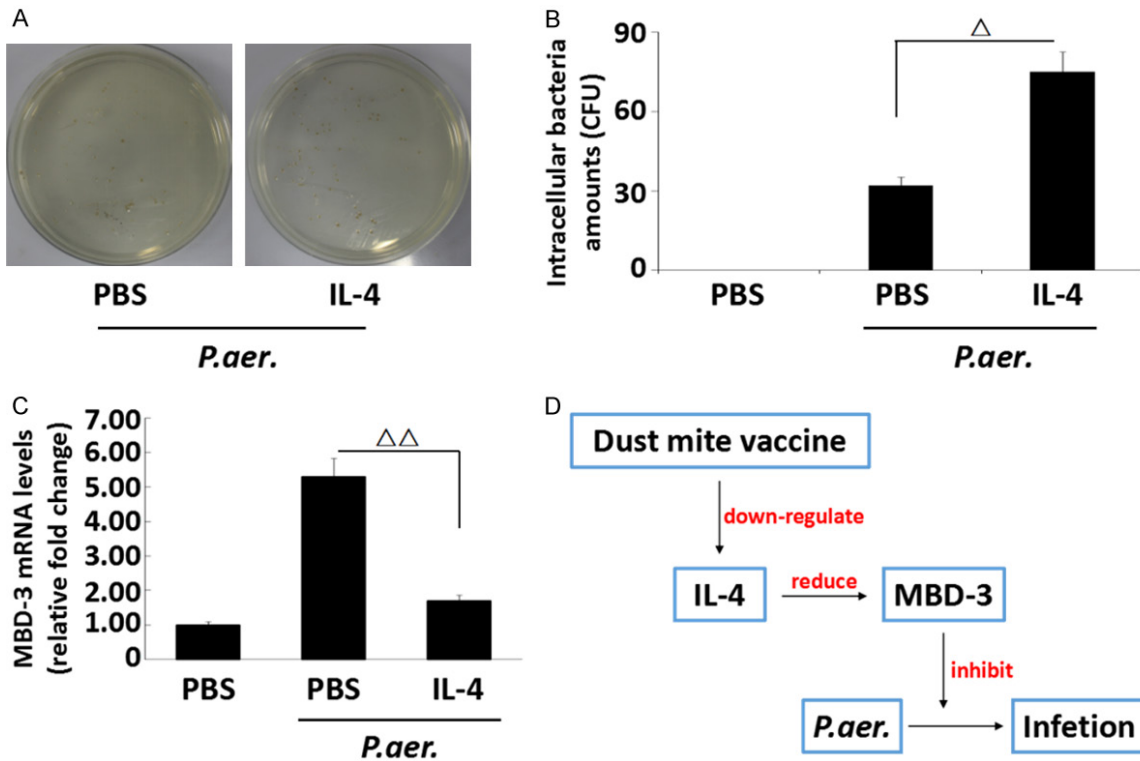 A
PBS IL-4
P.aer.
B
Intracellular bacteria
amounts (CFU)
90
60
30
0
△
PBS PBS IL-4
P.aer.
C
MBD-3 mRNA levels
(relative fold change)
7.00
6.00
5.00
4.00
3.00
2.00
1.00
0
△△
PBS PBS IL-4
P.aer.
D
Dust mite vaccine
down-regulate
IL-4 reduce MBD-3
inhibit
P.aer. Infetion